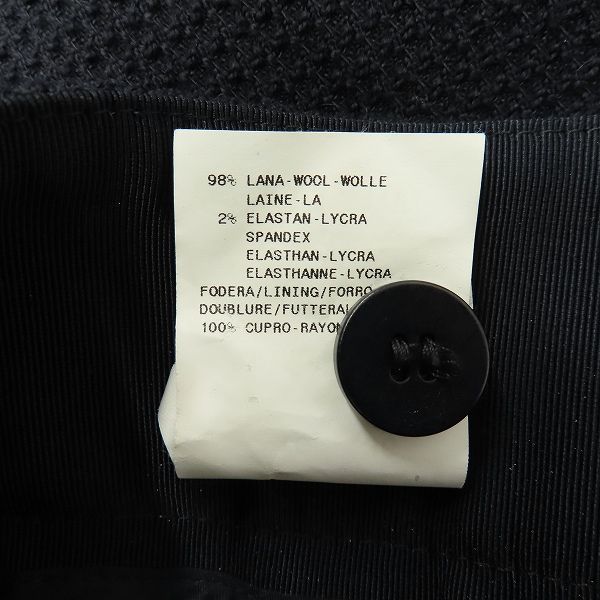 98% LANA-WOOL-WOLLE
LAINE-LA
2% ELASTAN-LYCRA
SPANDEX
ELASTHAN-LYCRA
ELASTHANNE-LYCRA
FODERA/LINING/FORRO
DOUBLURE/FUTTERAL
100% CUPRO-RAYON